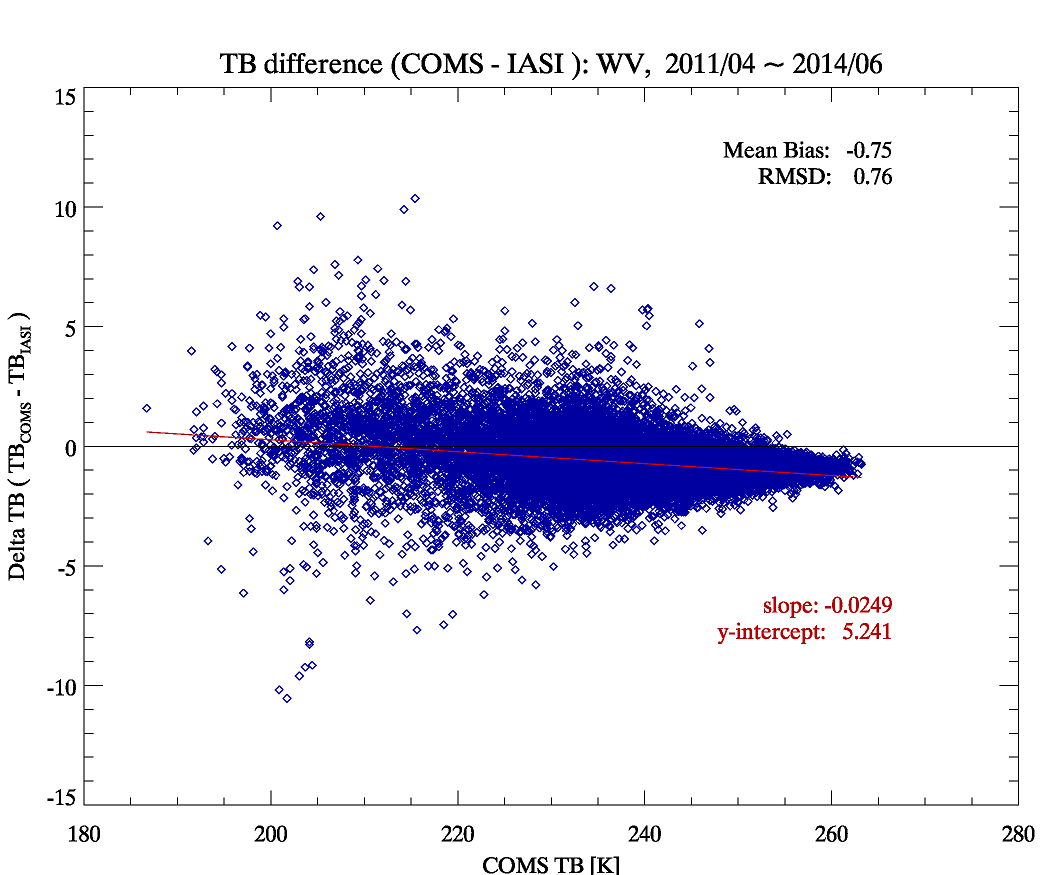 TB difference (COMS - IASI ): WV, 2011/04 ~ 2014/06
15
Mean Bias: -0.75
RMSD: 0.76
10
5
0
-5
slope: -0.0249
y-intercept: 5.241
-10
-15
Delta TB ( TB_COMS - TB_IASI )
180 200 220 240 260 280
COMS TB [K]